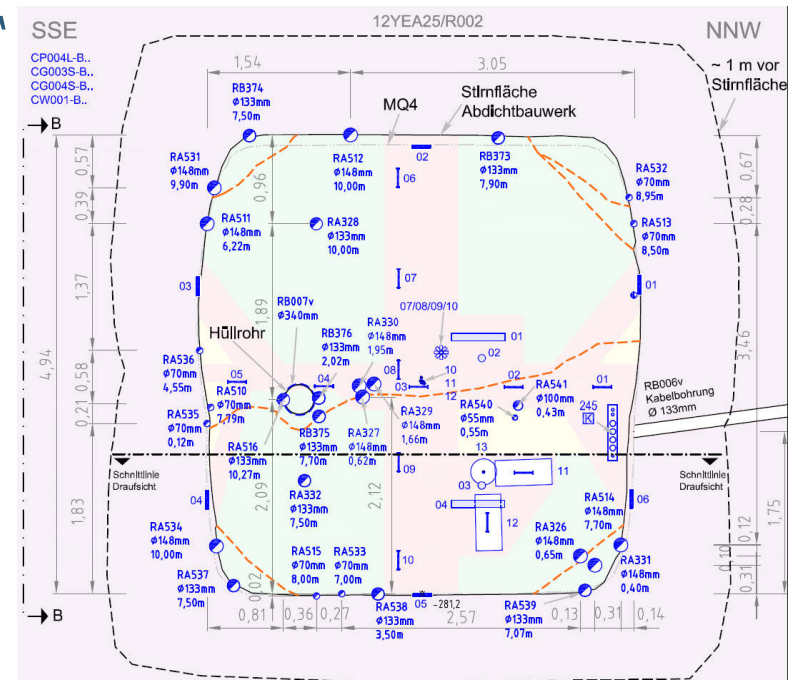 SSE
12YEA25/R002
NNW
CP004L-B..
CG003S-B..
CG004S-B..
CW001-B..
1,54
3.05
~ 1 m vor
Stirnfläche
Stirnfläche
Abdichtbauwerk
MQ4
RB374
ø133mm
7,50m
B
0,57
RA531
ø148mm
9,90m
RA512
ø148mm
10,00m
02
RB373
ø133mm
7,90m
RA532
ø70mm
8,95m
0,67
0,39
0,96
06
0,28
RA511
ø148mm
6,22m
RA328
ø133mm
10,00m
RA513
ø70mm
8,50m
1,37
03
07
01
1,89
RB007v
ø340mm
07/08/09/10
Hüllrohr
RB376
ø133mm
2,02m
RA330
ø148mm
1,95m
01
02
3,46
4,94
RA536
ø70mm
4,55m
0,58
05
04
08
03
10
11
12
02
01
RB006v
Kabelbohrung
Ø 133mm
0,21
RA510
ø70mm
7,79m
RA535
ø70mm
0,12m
RA329
ø148mm
1,66m
RA540
ø55mm
0,55m
RA541
ø100mm
0,43m
245
K
RA516
ø133mm
10,27m
RB375
ø133mm
7,70m
RA327
ø148mm
0,62m
13
Schnittlinie
Draufsicht
09
11
Schnittlinie
Draufsicht
1,83
2,09
2,12
03
04
RA332
ø133mm
7,50m
04
12
RA514
ø148mm
7,70m
06
1,75
RA326
ø148mm
0,65m
0,12
RA534
ø148mm
10,00m
RA515
ø70mm
8,00m
RA533
ø70mm
7,00m
10
0,10
RA331
ø148mm
0,40m
0,31
RA537
ø133mm
7,50m
0,02
RA538
ø133mm
3,50m
05
-281,2
RA539
ø133mm
7,07m
B
0,81
0,36
0,27
2,57
0,13
0,31
0,14